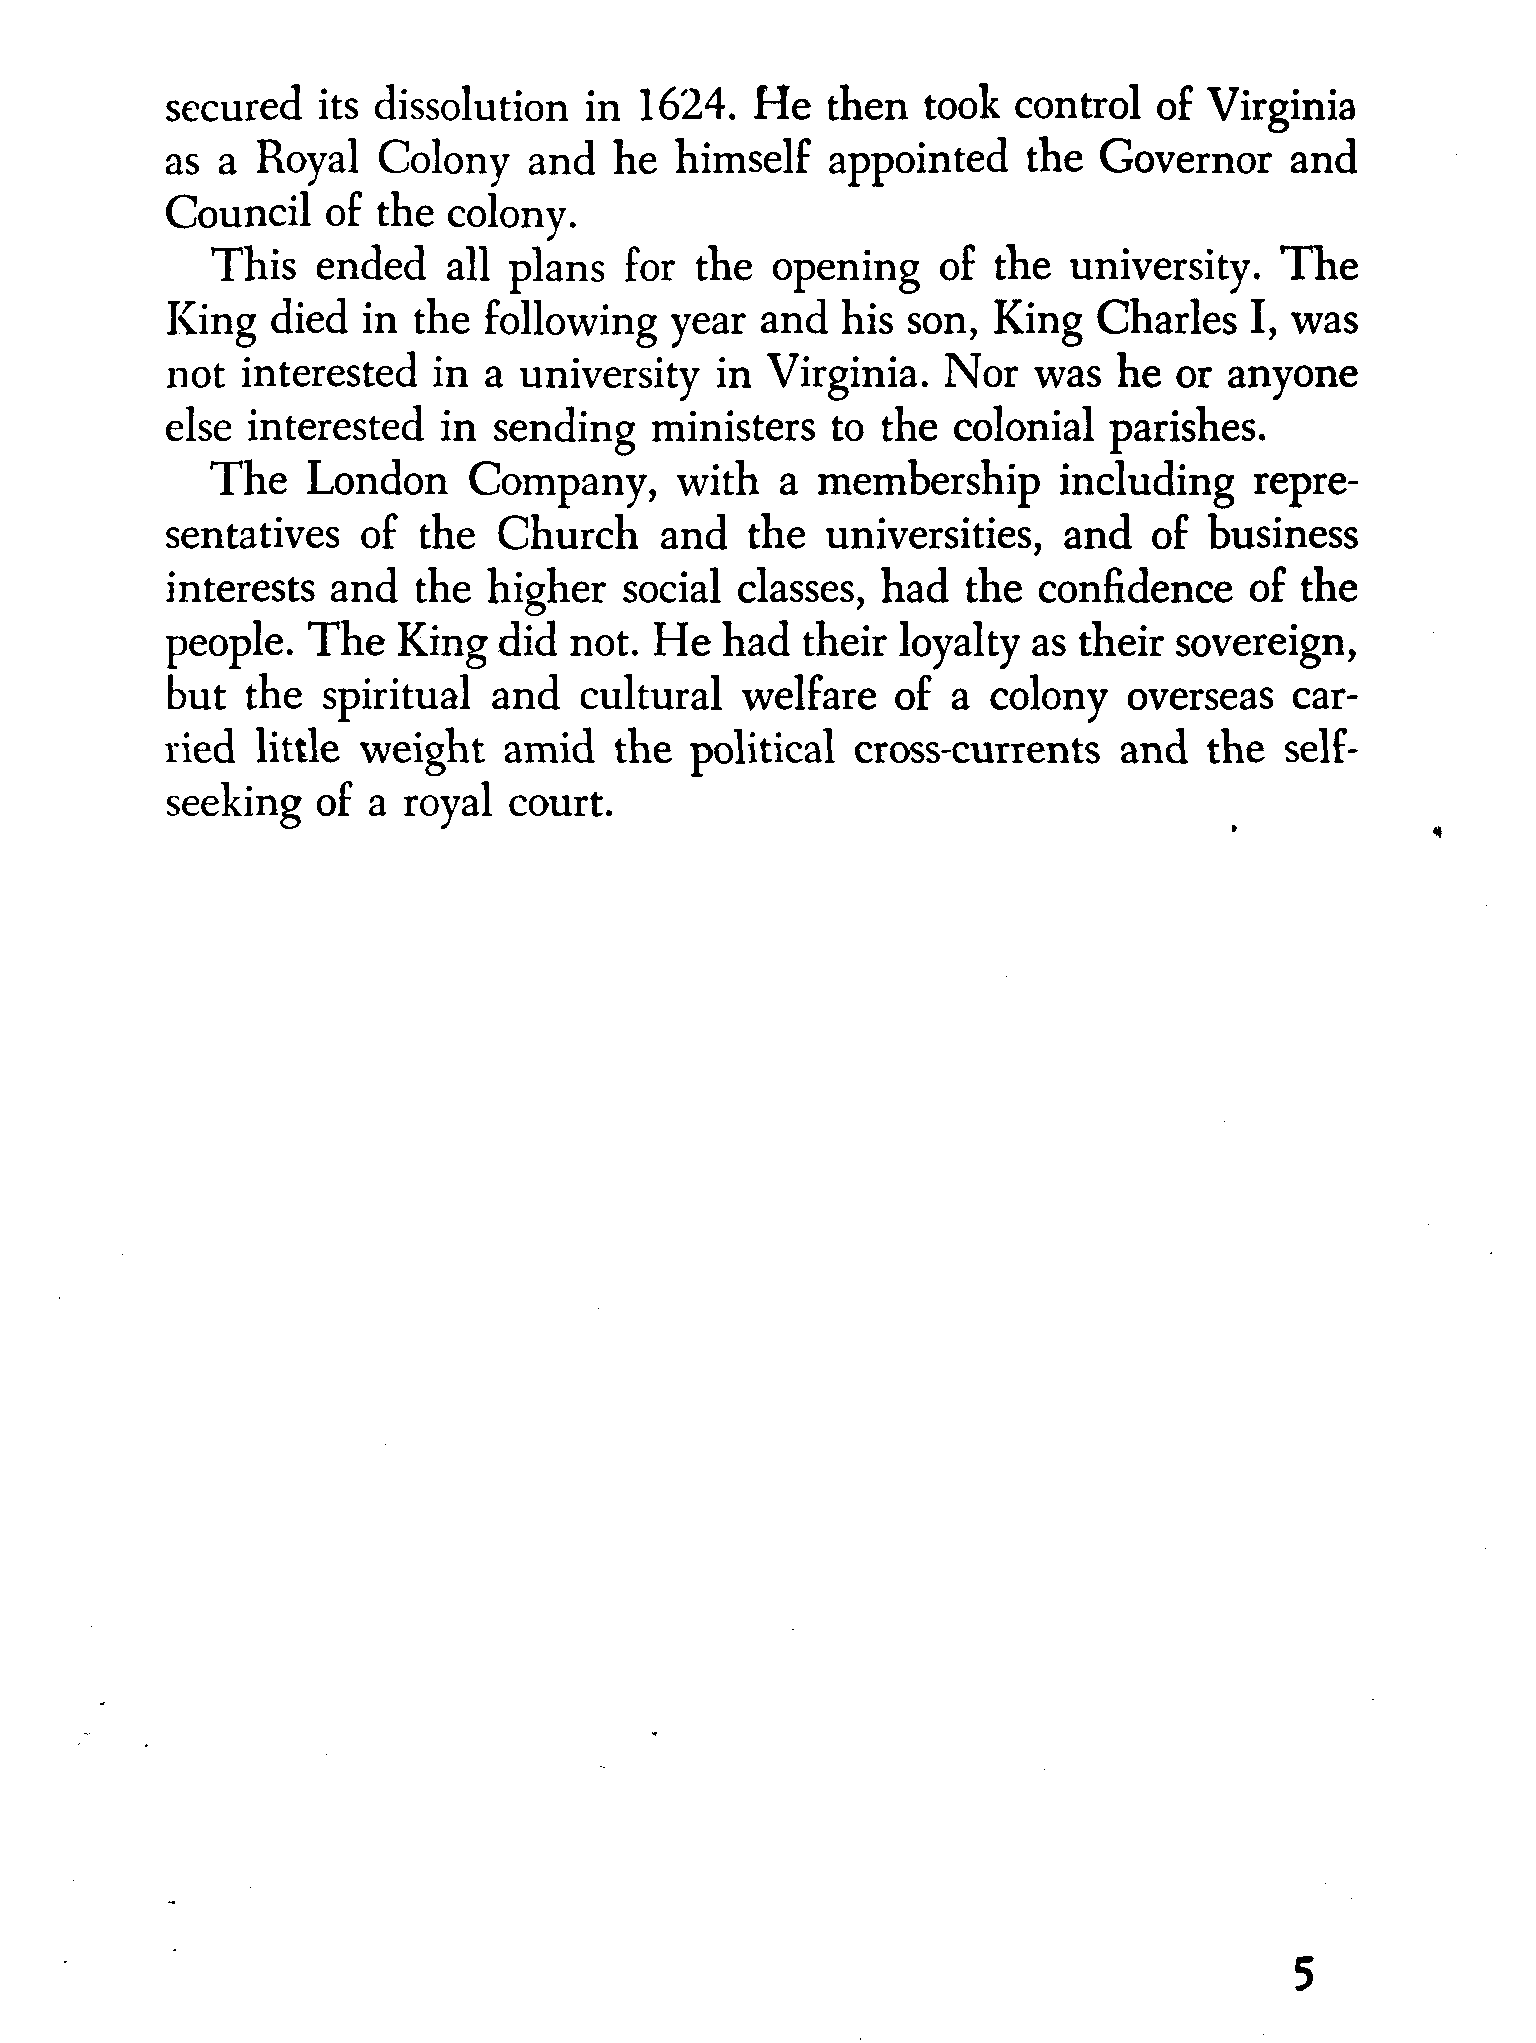 secured its dissolution in 1624. He then took control of Virginia
as a Royal Colony and he himself appointed the Governor and
Council of the colony.
This ended all plans for the opening of the university. The
King died in the following year and his son, King Charles I, was
not interested in a university in Virginia. Nor was he or anyone
else interested in sending ministers to the colonial parishes.
The London Company, with a membership including repre-
sentatives of the Church and the universities, and of business
interests and the higher social classes, had the confidence of the
people. The King did not. He had their loyalty as their sovereign,
but the spiritual and cultural welfare of a colony overseas car-
ried little weight amid the political cross-currents and the self-
seeking of a royal court.
5